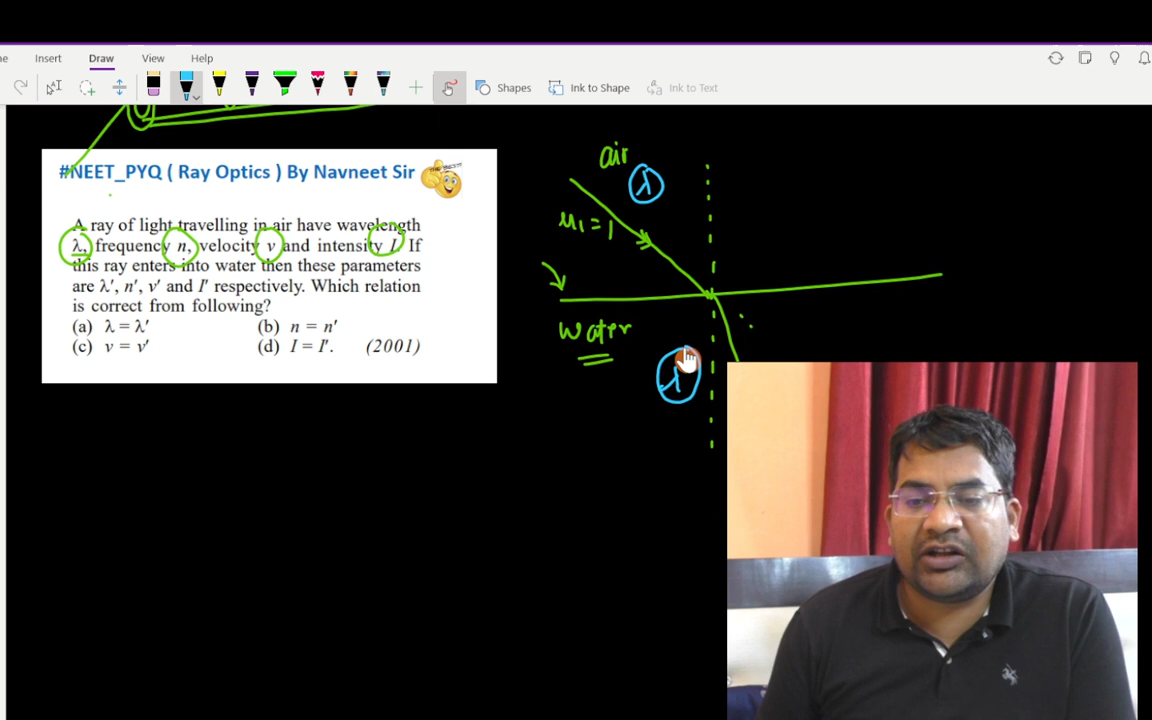 Insert Draw View Help
Shapes Ink to Shape Ink to Text
#NEET_PYQ ( Ray Optics ) By Navneet Sir
A ray of light travelling in air have wavelength
λ, frequency n, velocity v and intensity I. If
this ray enters into water then these parameters
are λ′, n′, v′ and I′ respectively. Which relation
is correct from following?
(a) λ = λ′ (b) n = n′
(c) v = v′ (d) I = I′. (2001)
air
λ
μ₁ = 1
water
λ